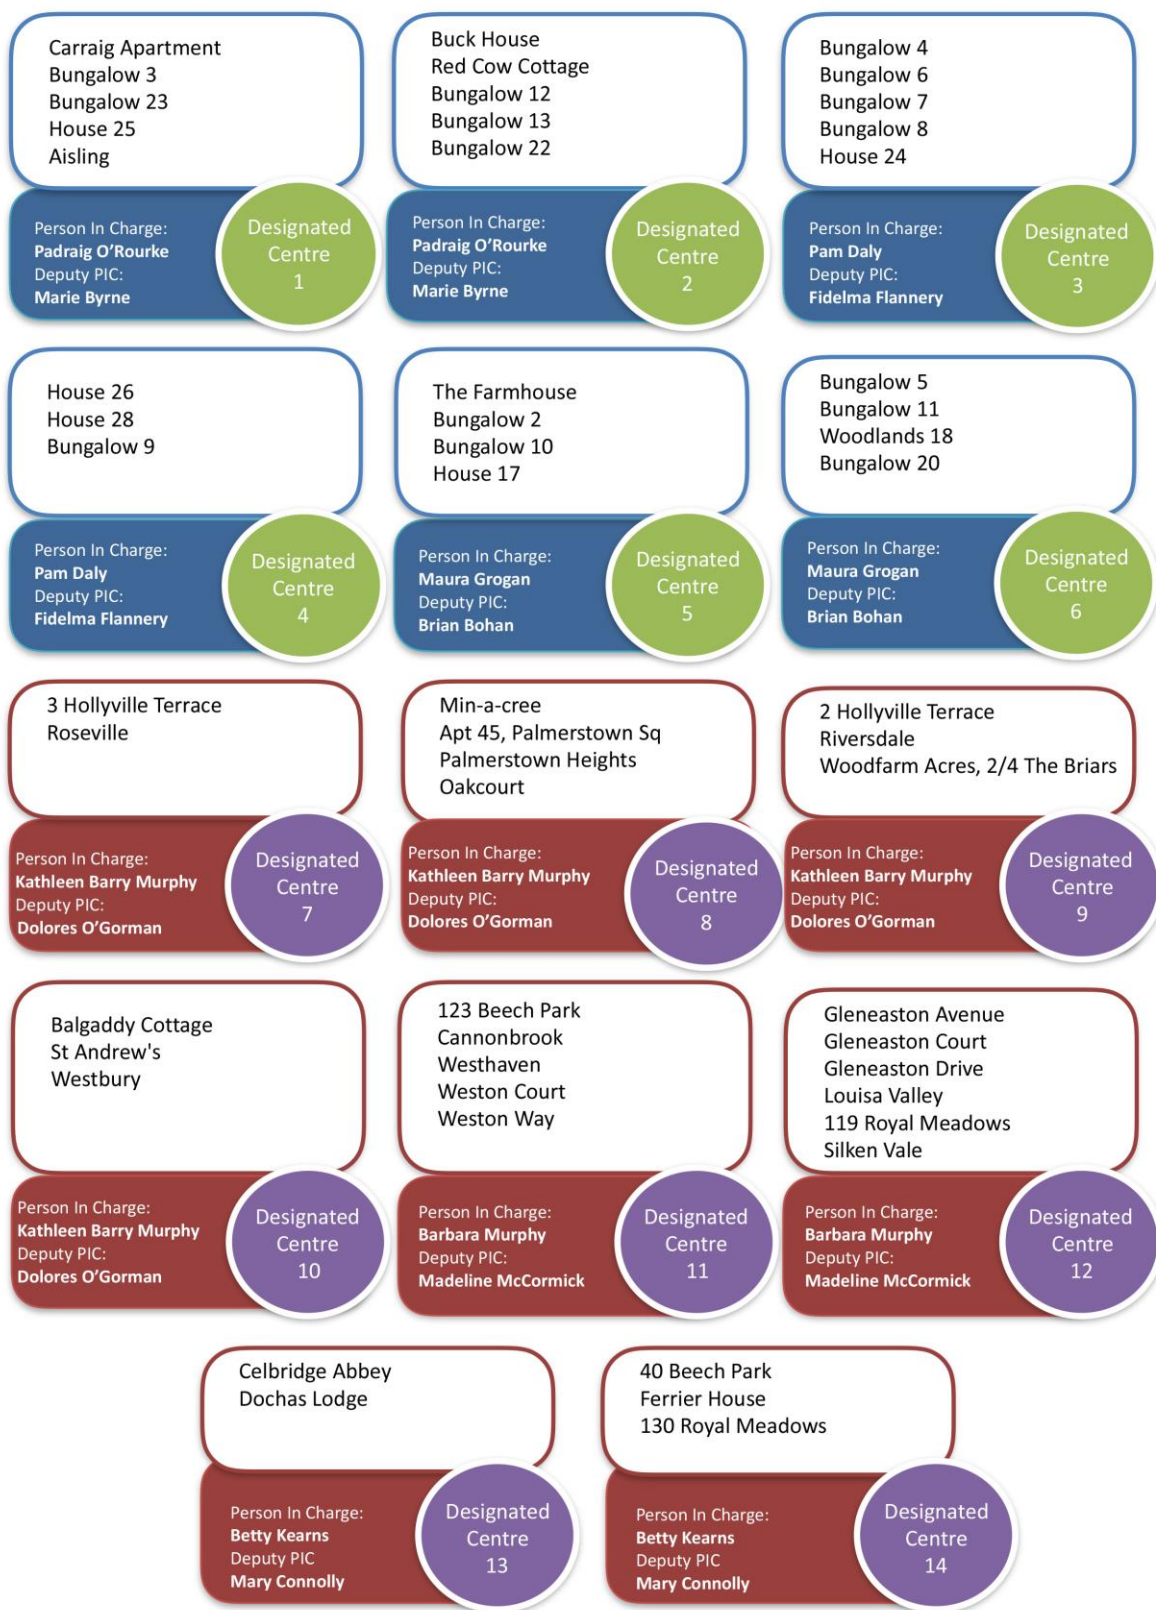 Carraig Apartment
Bungalow 3
Bungalow 23
House 25
Aisling
Person In Charge:
Padraig O'Rourke
Deputy PIC:
Marie Byrne
Designated
Centre
1
Buck House
Red Cow Cottage
Bungalow 12
Bungalow 13
Bungalow 22
Person In Charge:
Padraig O'Rourke
Deputy PIC:
Marie Byrne
Designated
Centre
2
Bungalow 4
Bungalow 6
Bungalow 7
Bungalow 8
House 24
Person In Charge:
Pam Daly
Deputy PIC:
Fidelma Flannery
Designated
Centre
3
House 26
House 28
Bungalow 9
Person In Charge:
Pam Daly
Deputy PIC:
Fidelma Flannery
Designated
Centre
4
The Farmhouse
Bungalow 2
Bungalow 10
House 17
Person In Charge:
Maura Grogan
Deputy PIC:
Brian Bohan
Designated
Centre
5
Bungalow 5
Bungalow 11
Woodlands 18
Bungalow 20
Person In Charge:
Maura Grogan
Deputy PIC:
Brian Bohan
Designated
Centre
6
3 Hollyville Terrace
Roseville
Person In Charge:
Kathleen Barry Murphy
Deputy PIC:
Dolores O'Gorman
Designated
Centre
7
Min-a-cree
Apt 45, Palmerstown Sq
Palmerstown Heights
Oakcourt
Person In Charge:
Kathleen Barry Murphy
Deputy PIC:
Dolores O'Gorman
Designated
Centre
8
2 Hollyville Terrace
Riversdale
Woodfarm Acres, 2/4 The Briars
Person In Charge:
Kathleen Barry Murphy
Deputy PIC:
Dolores O'Gorman
Designated
Centre
9
Balgaddy Cottage
St Andrew's
Westbury
Person In Charge:
Kathleen Barry Murphy
Deputy PIC:
Dolores O'Gorman
Designated
Centre
10
123 Beech Park
Cannonbrook
Westhaven
Weston Court
Weston Way
Person In Charge:
Barbara Murphy
Deputy PIC:
Madeline McCormick
Designated
Centre
11
Gleneaston Avenue
Gleneaston Court
Gleneaston Drive
Louisa Valley
119 Royal Meadows
Silken Vale
Person In Charge:
Barbara Murphy
Deputy PIC:
Madeline McCormick
Designated
Centre
12
Celbridge Abbey
Dochas Lodge
Person In Charge:
Betty Kearns
Deputy PIC
Mary Connolly
Designated
Centre
13
40 Beech Park
Ferrier House
130 Royal Meadows
Person In Charge:
Betty Kearns
Deputy PIC
Mary Connolly
Designated
Centre
14